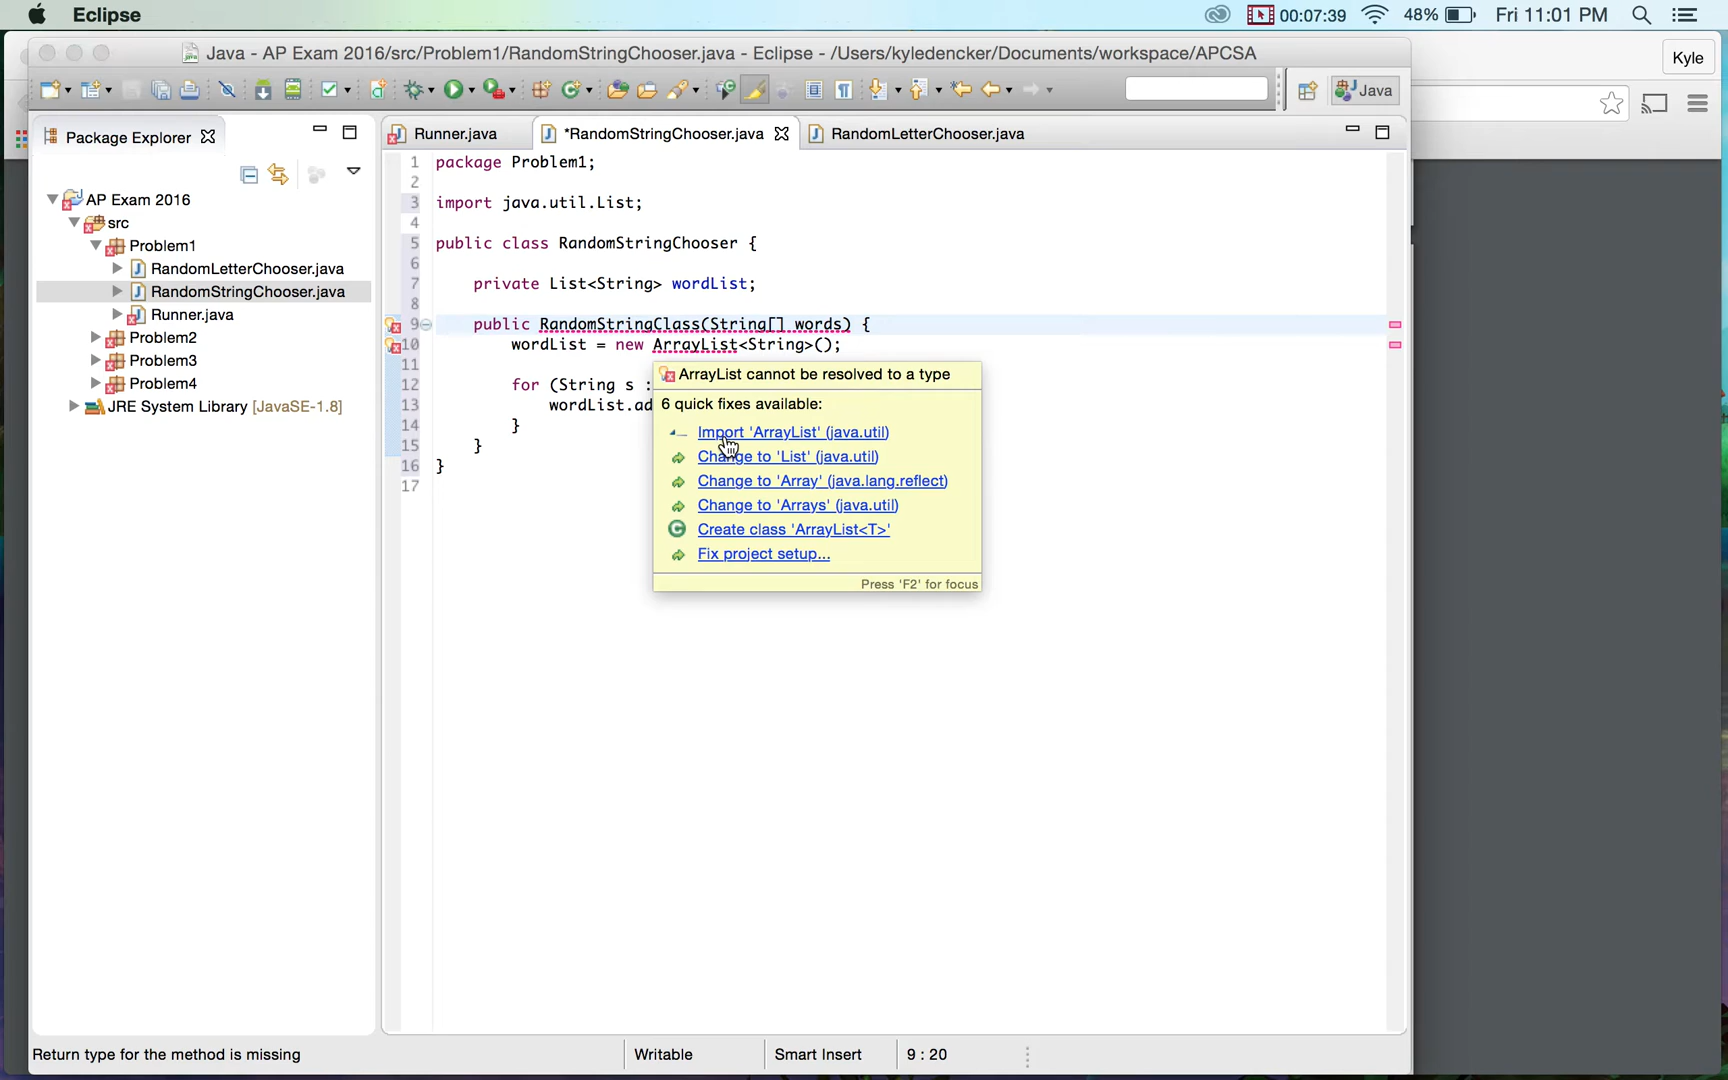 Eclipse
00:07:39
48%
Fri 11:01 PM
Java - AP Exam 2016/src/Problem1/RandomStringChooser.java - Eclipse - /Users/kyledencker/Documents/workspace/APCSA
Kyle
Java
Package Explorer
Runner.java
*RandomStringChooser.java
RandomLetterChooser.java
AP Exam 2016
src
Problem1
RandomLetterChooser.java
RandomStringChooser.java
Runner.java
Problem2
Problem3
Problem4
JRE System Library [JavaSE-1.8]
1 package Problem1;
2
3 import java.util.List;
4
5 public class RandomStringChooser {
6
7 private List<String> wordList;
8
9 public RandomStringClass(String[] words) {
10 wordList = new ArrayList<String>();
11
12 for (String s :
13 wordList.ad
14 }
15 }
16 }
17
ArrayList cannot be resolved to a type
6 quick fixes available:
Import 'ArrayList' (java.util)
Change to 'List' (java.util)
Change to 'Array' (java.lang.reflect)
Change to 'Arrays' (java.util)
Create class 'ArrayList<T>'
Fix project setup...
Press 'F2' for focus
Return type for the method is missing
Writable
Smart Insert
9 : 20